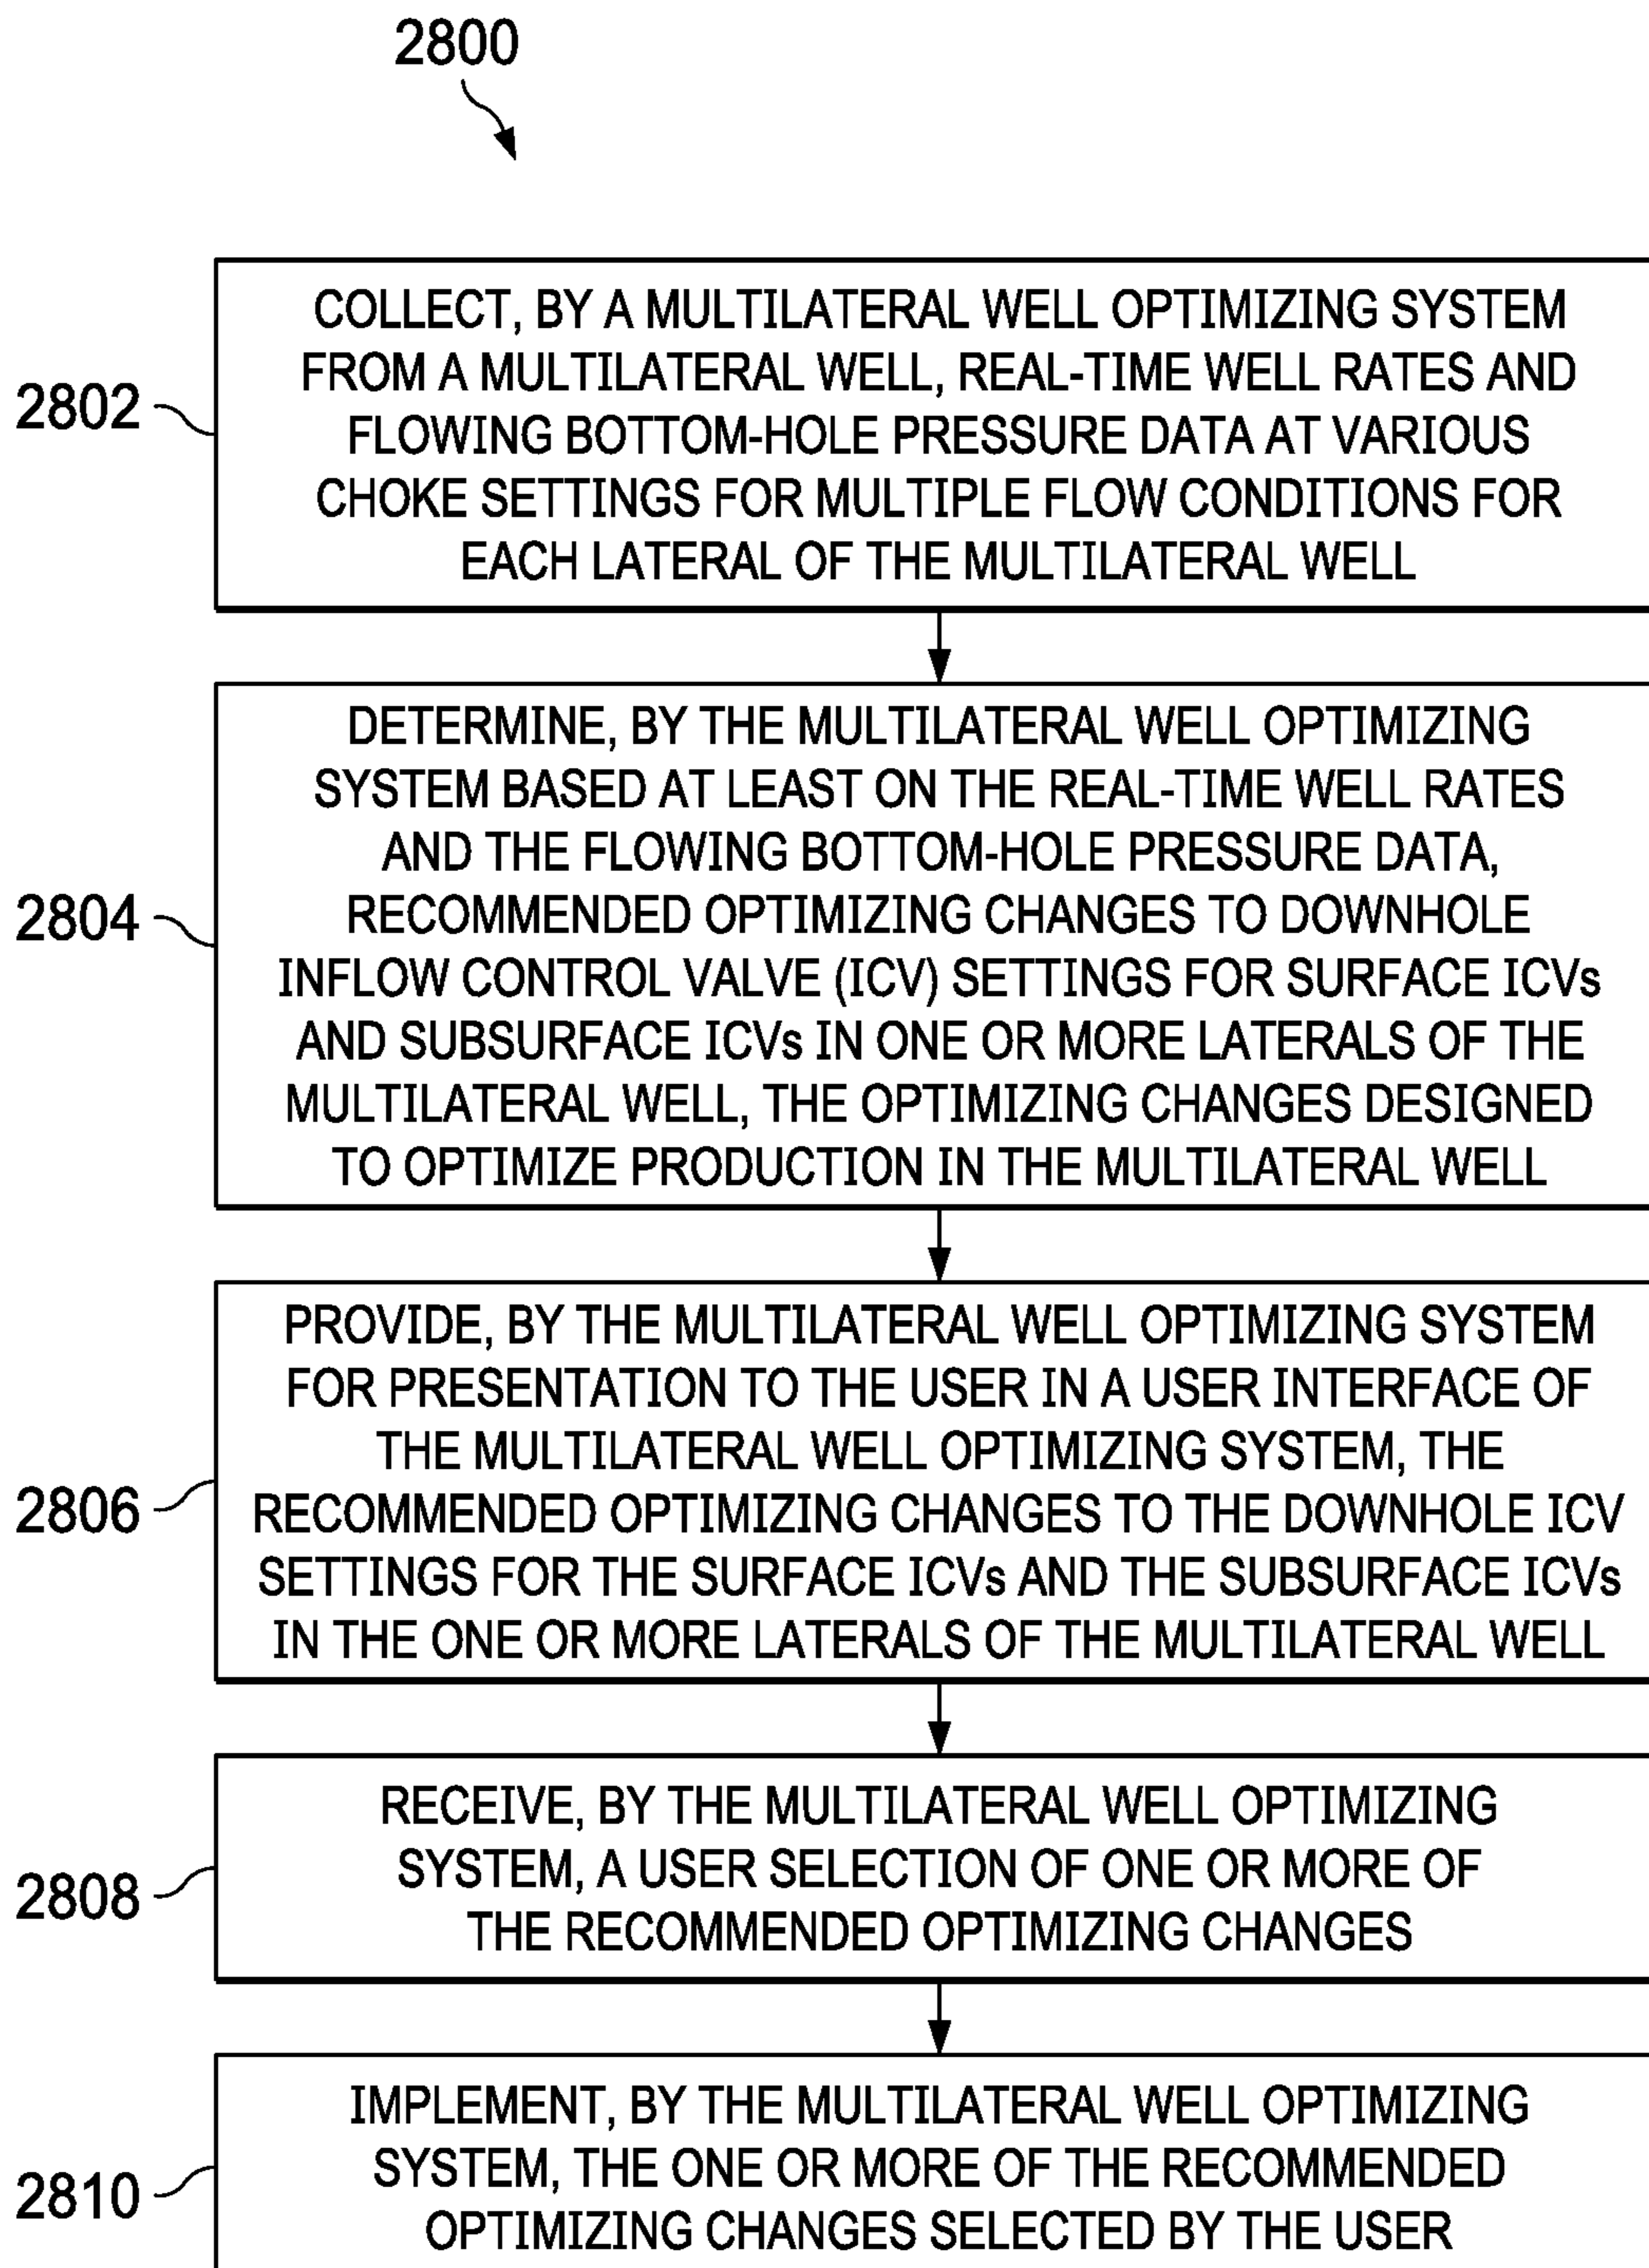 2800
2802
COLLECT, BY A MULTILATERAL WELL OPTIMIZING SYSTEM
FROM A MULTILATERAL WELL, REAL-TIME WELL RATES AND
FLOWING BOTTOM-HOLE PRESSURE DATA AT VARIOUS
CHOKE SETTINGS FOR MULTIPLE FLOW CONDITIONS FOR
EACH LATERAL OF THE MULTILATERAL WELL
2804
DETERMINE, BY THE MULTILATERAL WELL OPTIMIZING
SYSTEM BASED AT LEAST ON THE REAL-TIME WELL RATES
AND THE FLOWING BOTTOM-HOLE PRESSURE DATA,
RECOMMENDED OPTIMIZING CHANGES TO DOWNHOLE
INFLOW CONTROL VALVE (ICV) SETTINGS FOR SURFACE ICVs
AND SUBSURFACE ICVs IN ONE OR MORE LATERALS OF THE
MULTILATERAL WELL, THE OPTIMIZING CHANGES DESIGNED
TO OPTIMIZE PRODUCTION IN THE MULTILATERAL WELL
2806
PROVIDE, BY THE MULTILATERAL WELL OPTIMIZING SYSTEM
FOR PRESENTATION TO THE USER IN A USER INTERFACE OF
THE MULTILATERAL WELL OPTIMIZING SYSTEM, THE
RECOMMENDED OPTIMIZING CHANGES TO THE DOWNHOLE ICV
SETTINGS FOR THE SURFACE ICVs AND THE SUBSURFACE ICVs
IN THE ONE OR MORE LATERALS OF THE MULTILATERAL WELL
2808
RECEIVE, BY THE MULTILATERAL WELL OPTIMIZING
SYSTEM, A USER SELECTION OF ONE OR MORE OF
THE RECOMMENDED OPTIMIZING CHANGES
2810
IMPLEMENT, BY THE MULTILATERAL WELL OPTIMIZING
SYSTEM, THE ONE OR MORE OF THE RECOMMENDED
OPTIMIZING CHANGES SELECTED BY THE USER